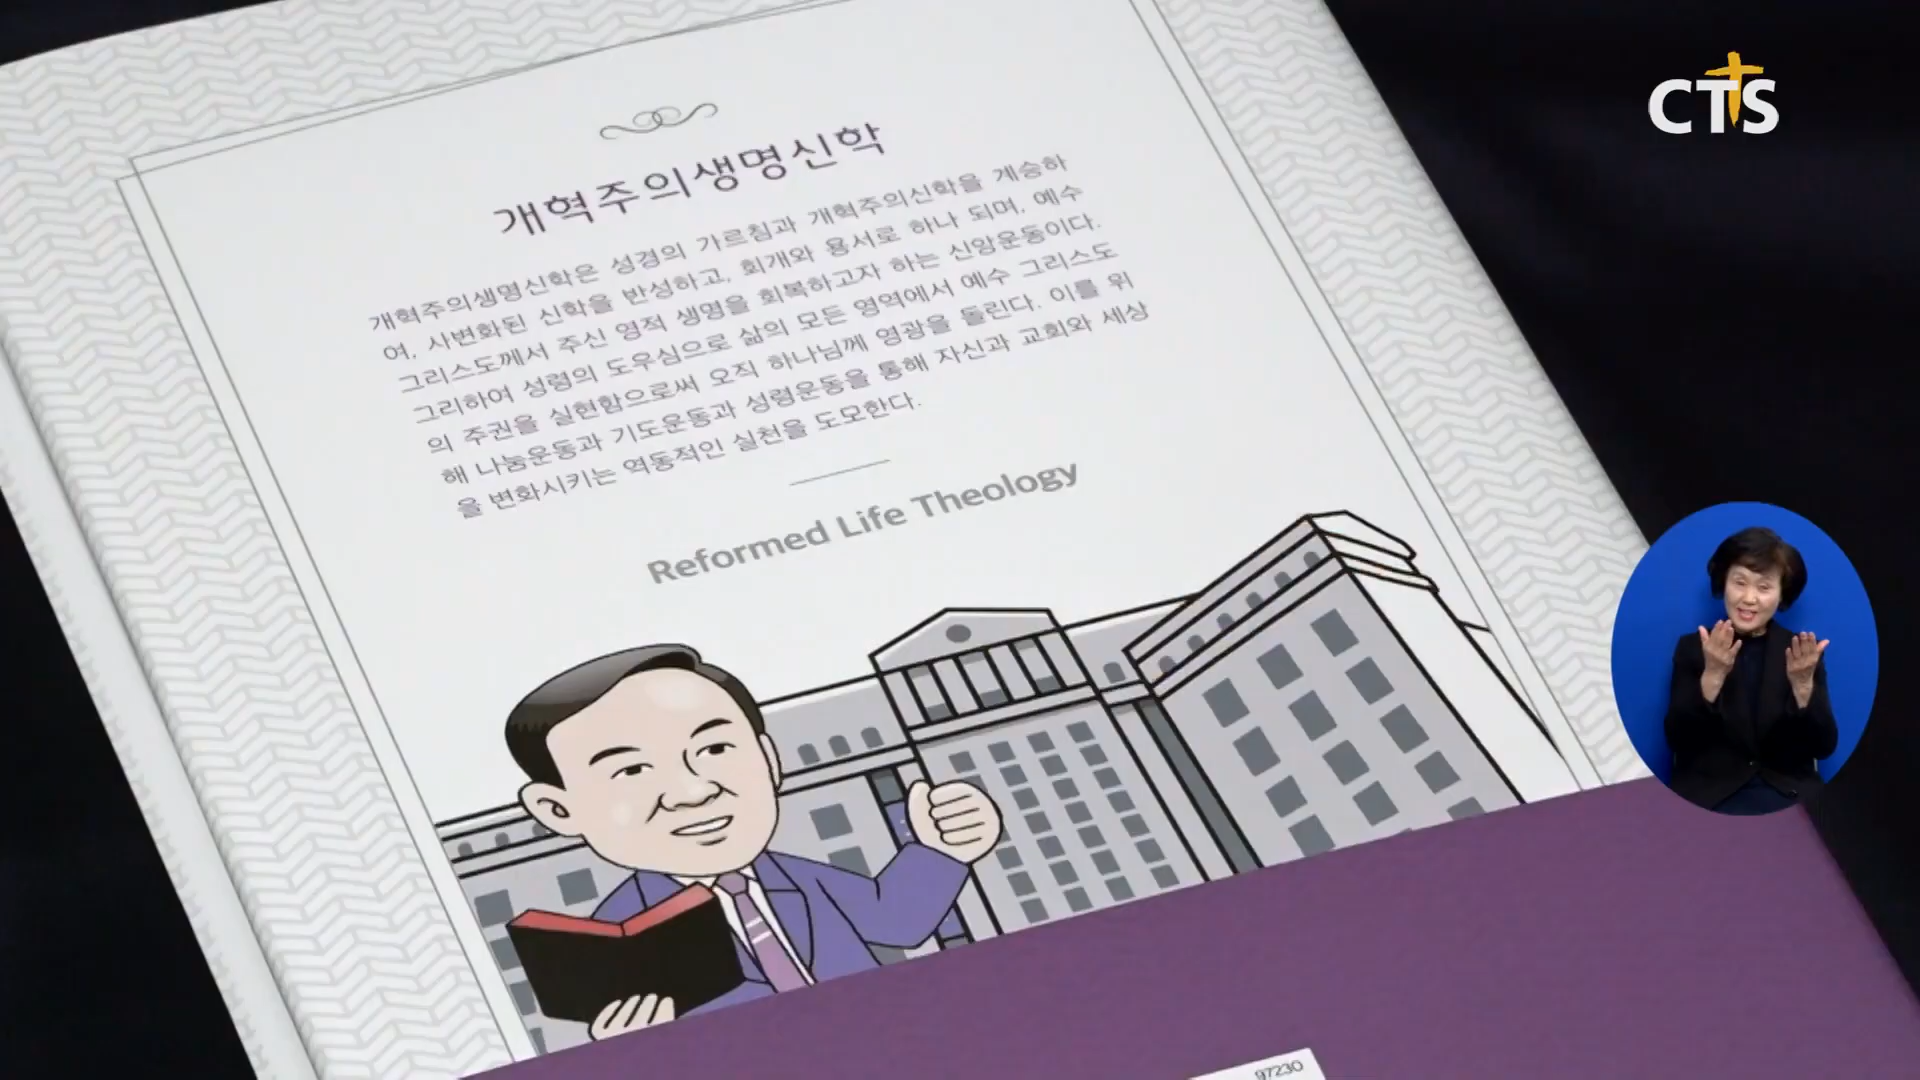 CTS
개혁주의생명신학
개혁주의생명신학은 성경의 가르침과 개혁주의신학을 계승하
여, 사변화된 신학을 반성하고, 회개와 용서로 하나 되며, 예수
그리스도께서 주신 영적 생명을 회복하고자 하는 신앙운동이다.
그리하여 성령의 도우심으로 삶의 모든 영역에서 예수 그리스도
의 주권을 실현함으로써 오직 하나님께 영광을 돌린다. 이를 위
해 나눔운동과 기도운동과 성령운동을 통해 자신과 교회와 세상
을 변화시키는 역동적인 실천을 도모한다.
Reformed Life Theology
97230